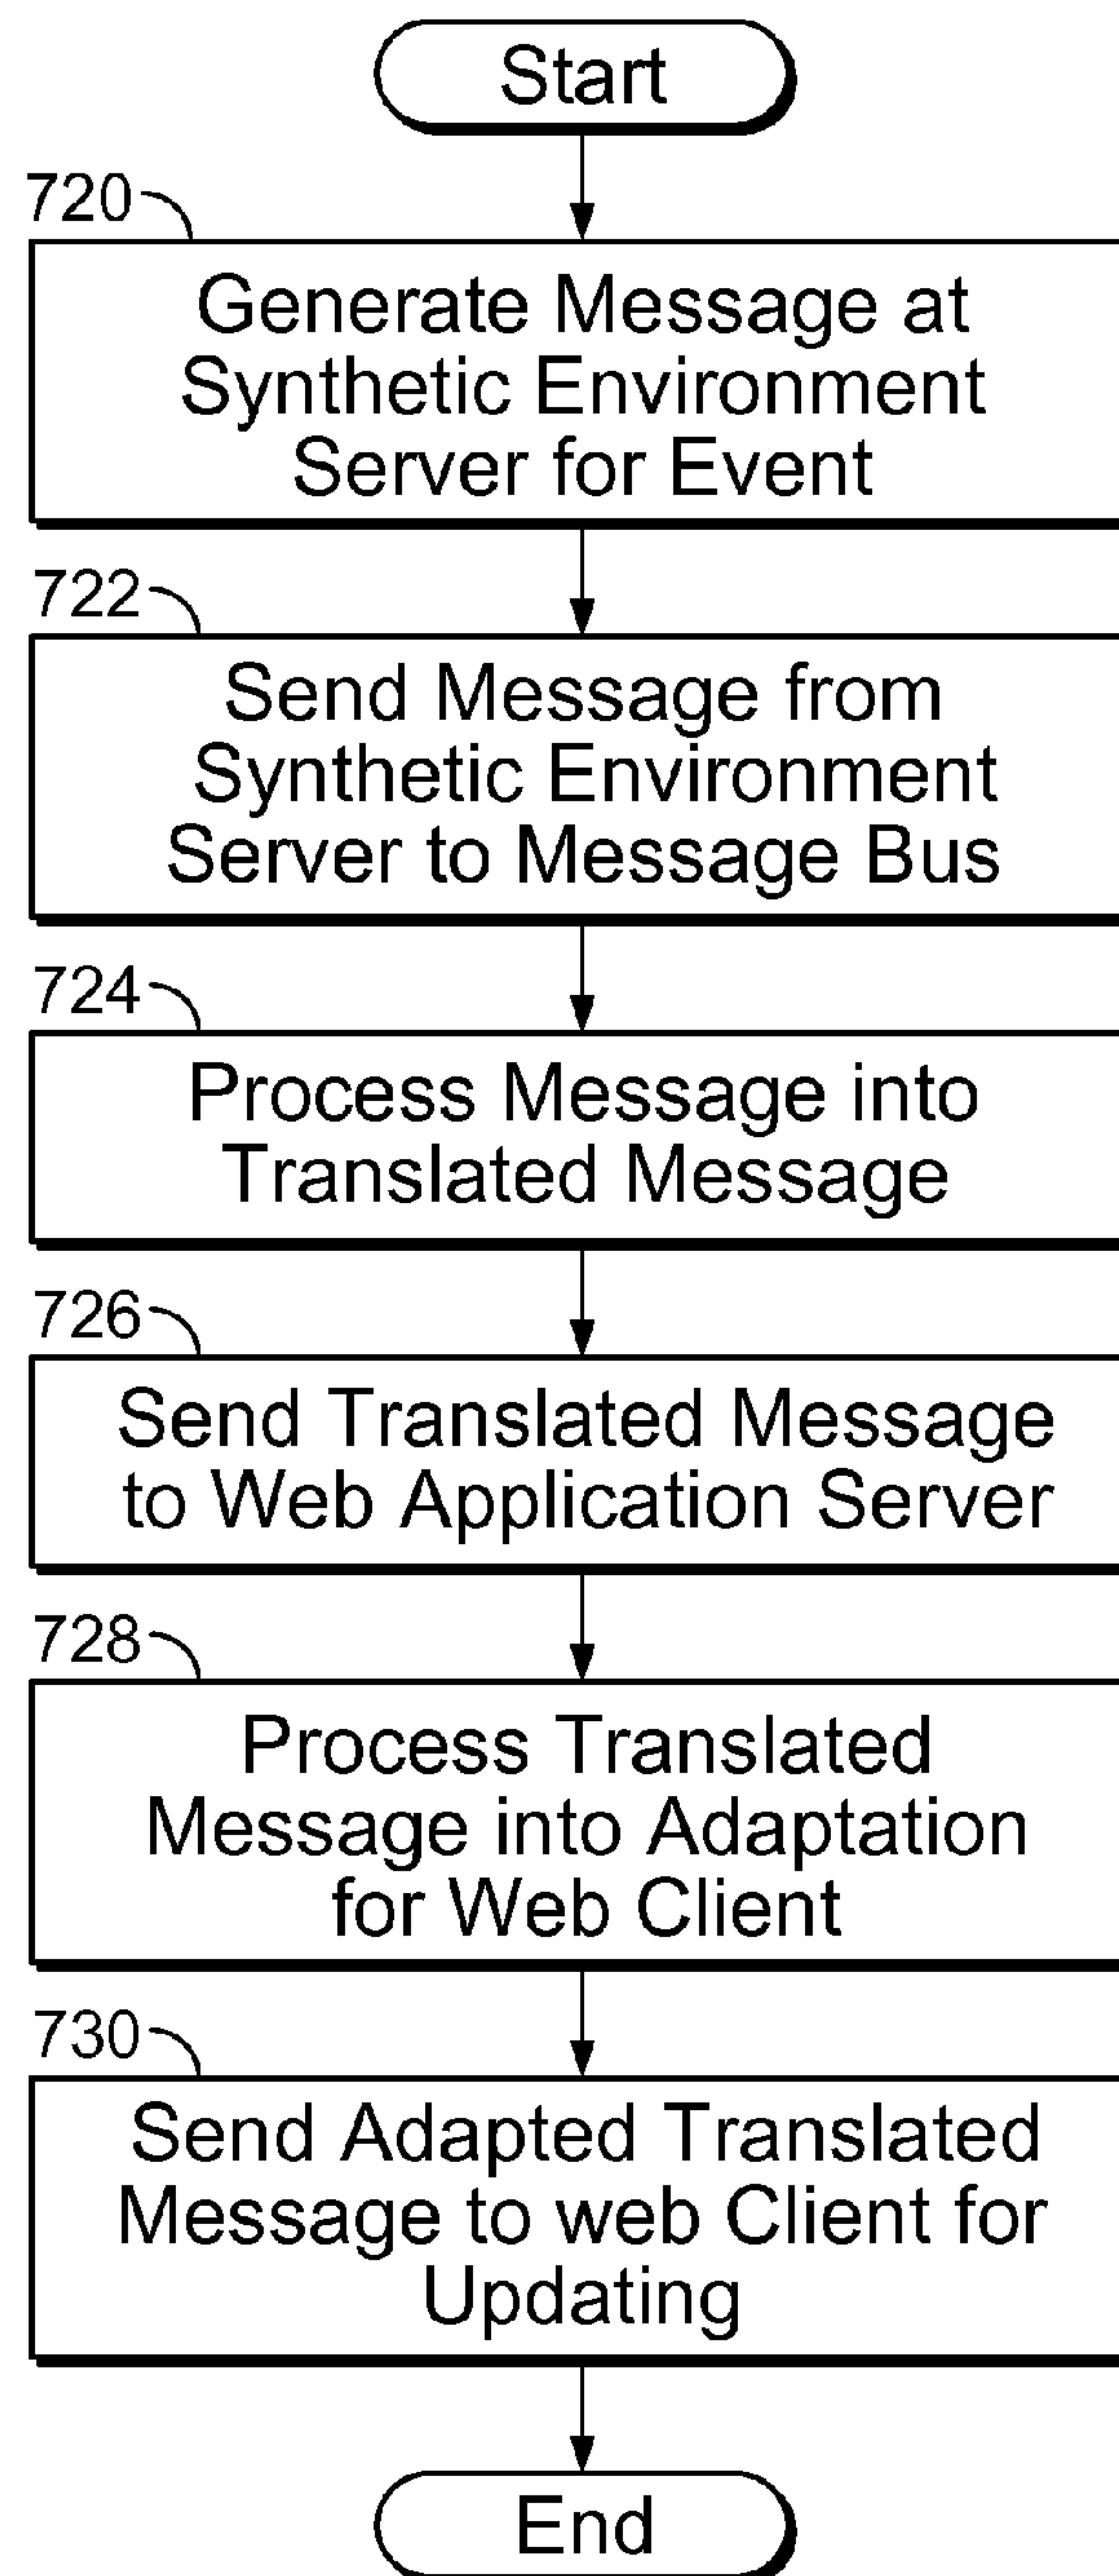 Start
720
Generate Message at
Synthetic Environment
Server for Event
722
Send Message from
Synthetic Environment
Server to Message Bus
724
Process Message into
Translated Message
726
Send Translated Message
to Web Application Server
728
Process Translated
Message into Adaptation
for Web Client
730
Send Adapted Translated
Message to web Client for
Updating
End